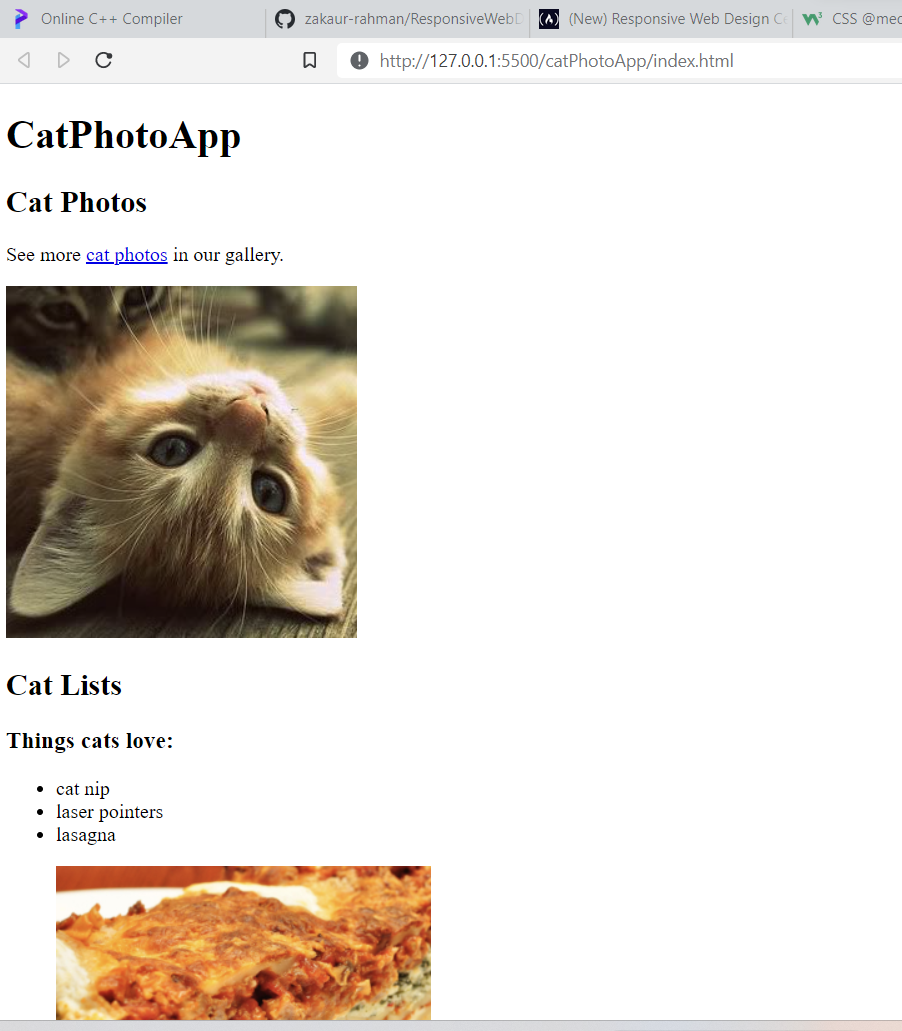 Online C++ Compiler
zakaur-rahman/ResponsiveWeb
(New) Responsive Web Design
CSS
http://127.0.0.1:5500/catPhotoApp/index.html
CatPhotoApp
Cat Photos
See more cat photos in our gallery.
Cat Lists
Things cats love:
cat nip
laser pointers
lasagna